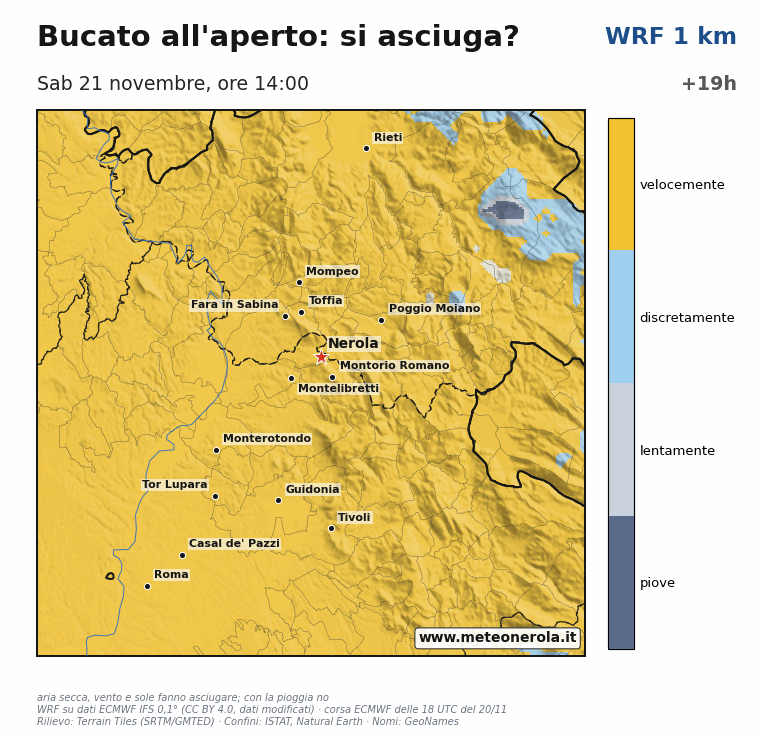 Bucato all'aperto: si asciuga?
WRF 1 km
Sab 21 novembre, ore 14:00
+19h
Rieti
Mompeo
Fara in Sabina
Toffia
Poggio Moiano
Nerola
Montorio Romano
Montelibretti
Monterotondo
Tor Lupara
Guidonia
Tivoli
Casal de' Pazzi
Roma
www.meteonerola.it
velocemente
discretamente
lentamente
piove
aria secca, vento e sole fanno asciugare; con la pioggia no
WRF su dati ECMWF IFS 0,1° (CC BY 4.0, dati modificati) · corsa ECMWF delle 18 UTC del 20/11
Rilievo: Terrain Tiles (SRTM/GMTED) · Confini: ISTAT, Natural Earth · Nomi: GeoNames